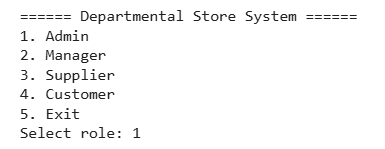 ====== Departmental Store System ======
1. Admin
2. Manager
3. Supplier
4. Customer
5. Exit
Select role: 1